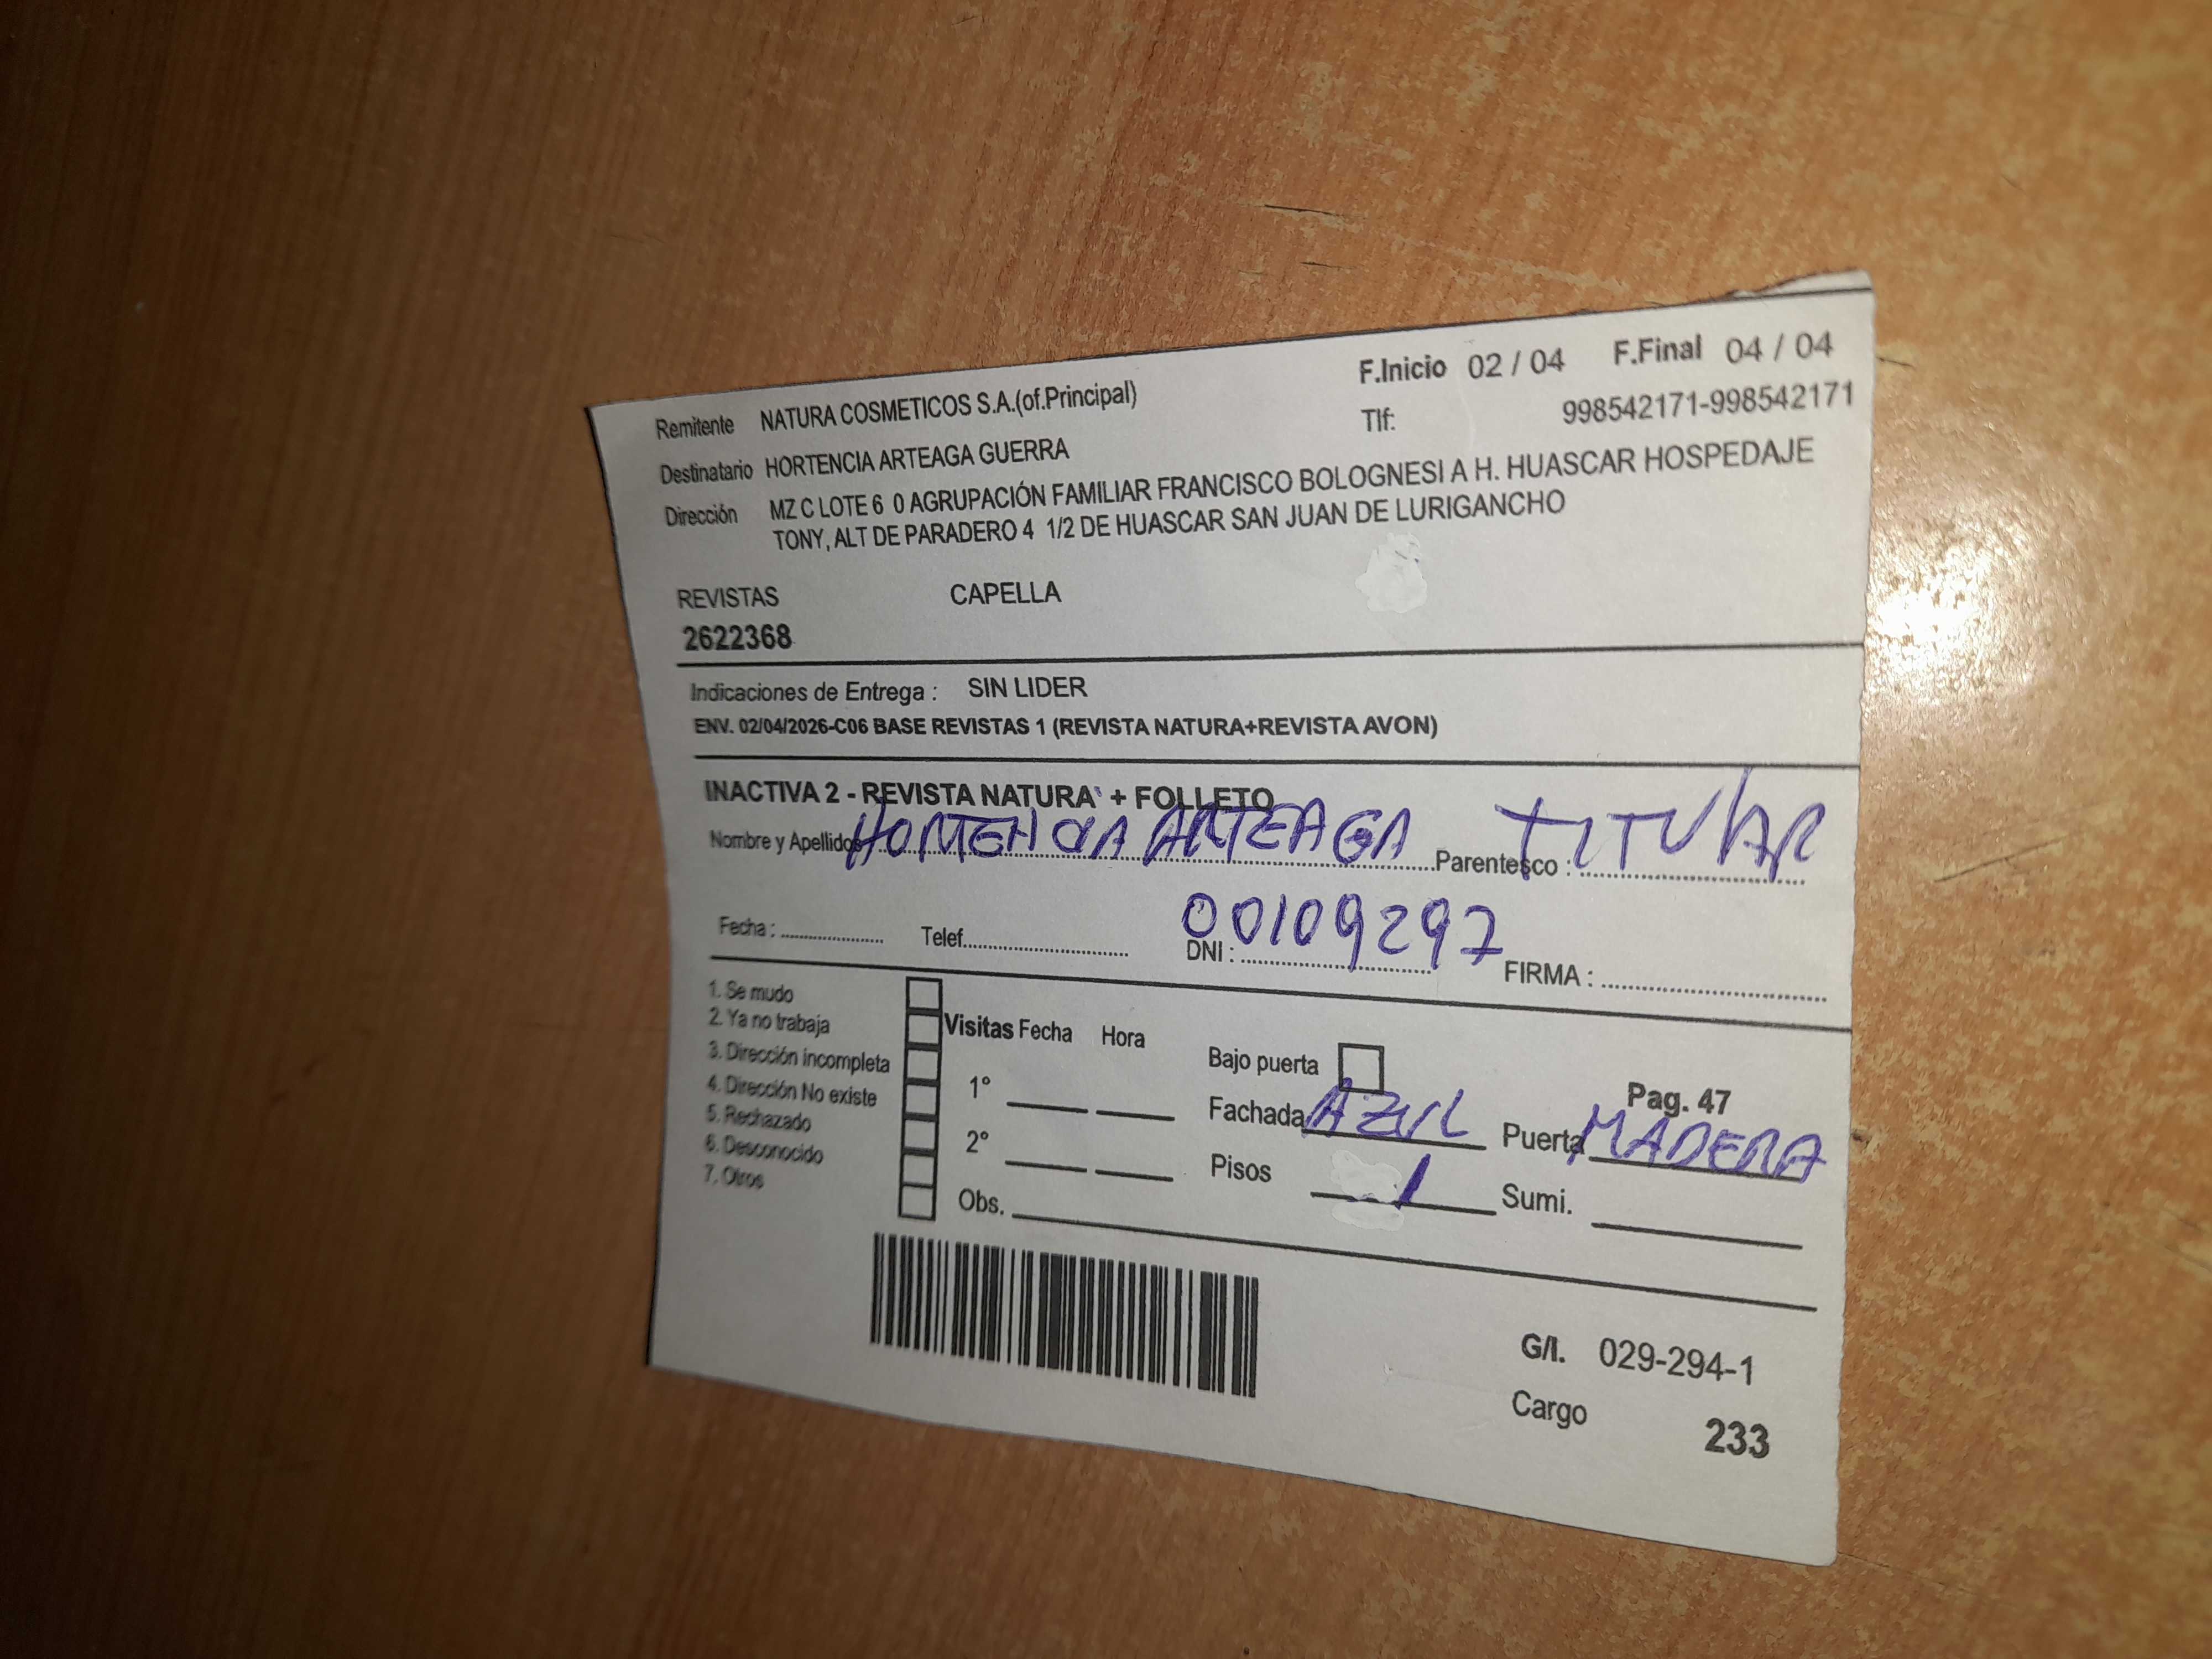 Remitente NATURA COSMETICOS S.A.(of.Principal) F.Inicio 02 / 04 F.Final 04 / 04
Destinatario HORTENCIA ARTEAGA GUERRA Tlf: 998542171-998542171
Dirección MZ C LOTE 6 0 AGRUPACIÓN FAMILIAR FRANCISCO BOLOGNESI A H. HUASCAR HOSPEDAJE
TONY, ALT DE PARADERO 4 1/2 DE HUASCAR SAN JUAN DE LURIGANCHO
REVISTAS CAPELLA
2622368
Indicaciones de Entrega : SIN LIDER
ENV. 02/04/2026-C06 BASE REVISTAS 1 (REVISTA NATURA+REVISTA AVON)
INACTIVA 2 - REVISTA NATURA + FOLLETO
Nombre y Apellidos HORTENCIA ARTEAGA Parentesco : TITULAR
Fecha : Telef. DNI : 00109297 FIRMA :
1. Se mudo
2. Ya no trabaja
3. Dirección incompleta
4. Dirección No existe
5. Rechazado
6. Desconocido
7. Otros
Visitas Fecha Hora
1°
2°
Obs.
Bajo puerta
Pag. 47
Fachada AZUL Puerta MADERA
Pisos 1 Sumi.
G/I. 029-294-1
Cargo 233